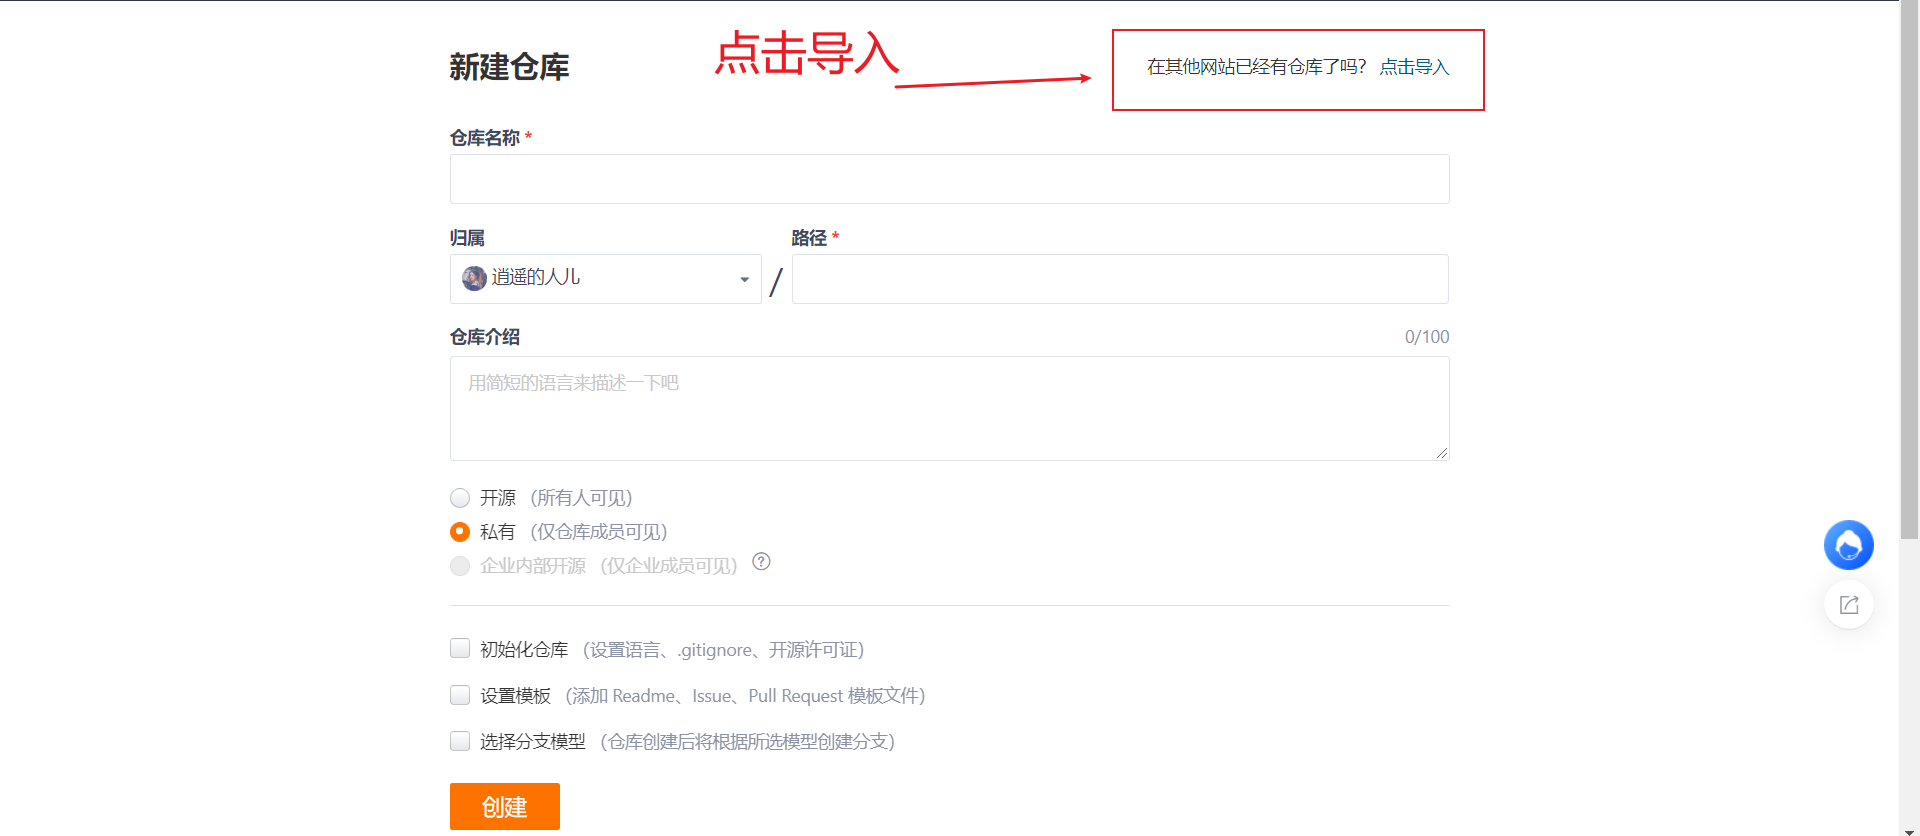 新建仓库
点击导入
在其他网站已经有仓库了吗? 点击导入
仓库名称 *
归属
路径 *
逍遥的人儿
/
仓库介绍
0/100
用简短的语言来描述一下吧
开源 (所有人可见)
私有 (仅仓库成员可见)
企业内部开源 (仅企业成员可见) ?
初始化仓库 (设置语言、.gitignore、开源许可证)
设置模板 (添加 Readme、Issue、Pull Request 模板文件)
选择分支模型 (仓库创建后将根据所选模型创建分支)
创建